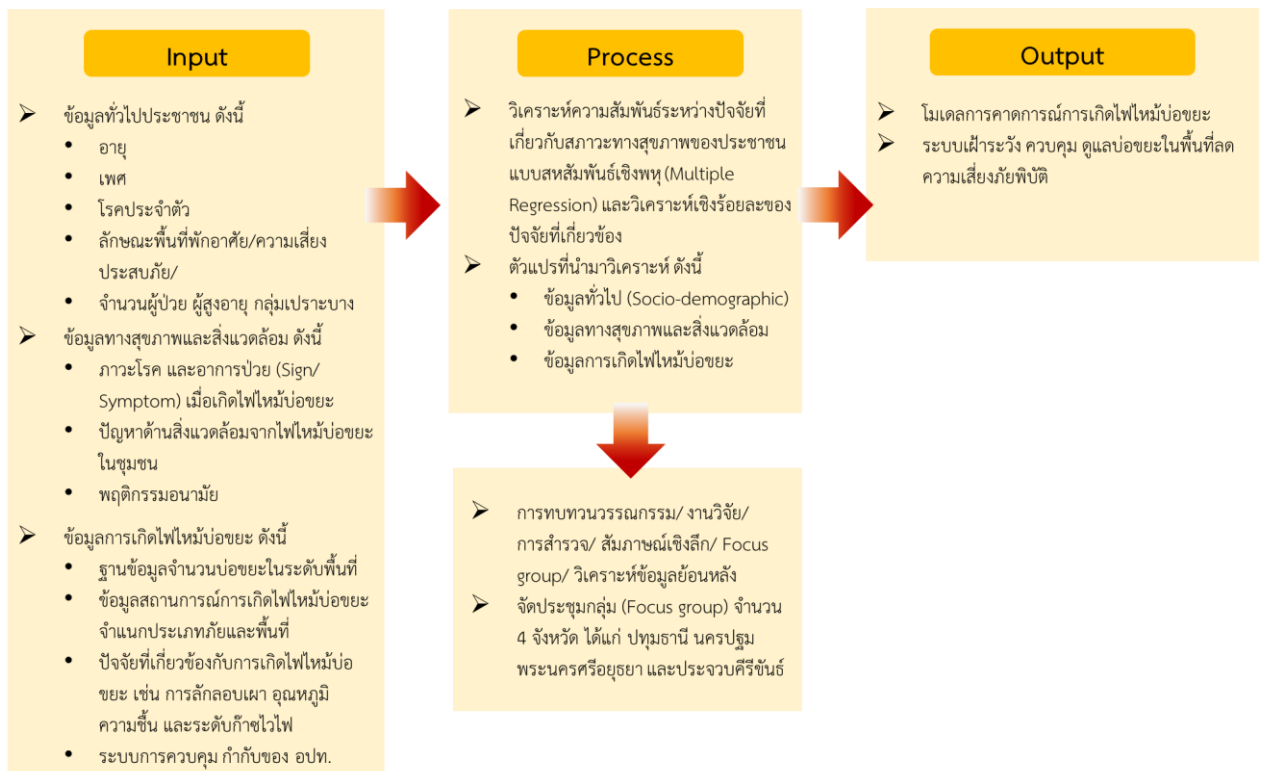 Input
➢ ข้อมูลทั่วไปประชาชน ดังนี้
• อายุ
• เพศ
• โรคประจำตัว
• ลักษณะพื้นที่พักอาศัย/ความเสี่ยง
ประสบภัย/
• จำนวนผู้ป่วย ผู้สูงอายุ กลุ่มเปราะบาง
➢ ข้อมูลทางสุขภาพและสิ่งแวดล้อม ดังนี้
• ภาวะโรค และอาการป่วย (Sign/
Symptom) เมื่อเกิดไฟไหม้บ่อขยะ
• ปัญหาด้านสิ่งแวดล้อมจากไฟไหม้บ่อขยะ
ในชุมชน
• พฤติกรรมอนามัย
➢ ข้อมูลการเกิดไฟไหม้บ่อขยะ ดังนี้
• ฐานข้อมูลจำนวนบ่อขยะในระดับพื้นที่
• ข้อมูลสถานการณ์การเกิดไฟไหม้บ่อขยะ
จำแนกประเภทภัยและพื้นที่
• ปัจจัยที่เกี่ยวข้องกับการเกิดไฟไหม้บ่อ
ขยะ เช่น การลักลอบเผา อุณหภูมิ
ความชื้น และระดับก๊าซไวไฟ
• ระบบการควบคุม กำกับของ อปท.
Process
➢ วิเคราะห์ความสัมพันธ์ระหว่างปัจจัยที่
เกี่ยวกับสภาวะทางสุขภาพของประชาชน
แบบสหสัมพันธ์เชิงพหุ (Multiple
Regression) และวิเคราะห์เชิงร้อยละของ
ปัจจัยที่เกี่ยวข้อง
➢ ตัวแปรที่นำมาวิเคราะห์ ดังนี้
• ข้อมูลทั่วไป (Socio-demographic)
• ข้อมูลทางสุขภาพและสิ่งแวดล้อม
• ข้อมูลการเกิดไฟไหม้บ่อขยะ
➢ การทบทวนวรรณกรรม/ งานวิจัย/
การสำรวจ/ สัมภาษณ์เชิงลึก/ Focus
group/ วิเคราะห์ข้อมูลย้อนหลัง
➢ จัดประชุมกลุ่ม (Focus group) จำนวน
4 จังหวัด ได้แก่ ปทุมธานี นครปฐม
พระนครศรีอยุธยา และประจวบคีรีขันธ์
Output
➢ โมเดลการคาดการณ์การเกิดไฟไหม้บ่อขยะ
➢ ระบบเฝ้าระวัง ควบคุม ดูแลบ่อขยะในพื้นที่ลด
ความเสี่ยงภัยพิบัติ